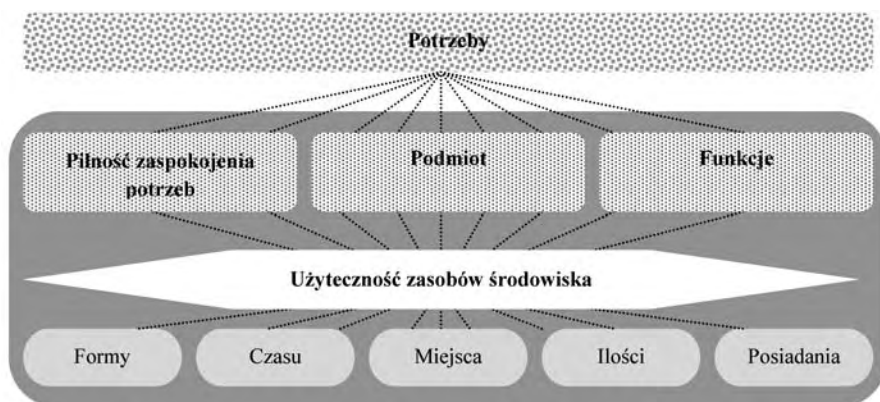 Potrzeby
Pilność zaspokojenia
potrzeb
Podmiot
Funkcje
Użyteczność zasobów środowiska
Formy
Czasu
Miejsca
Ilości
Posiadania